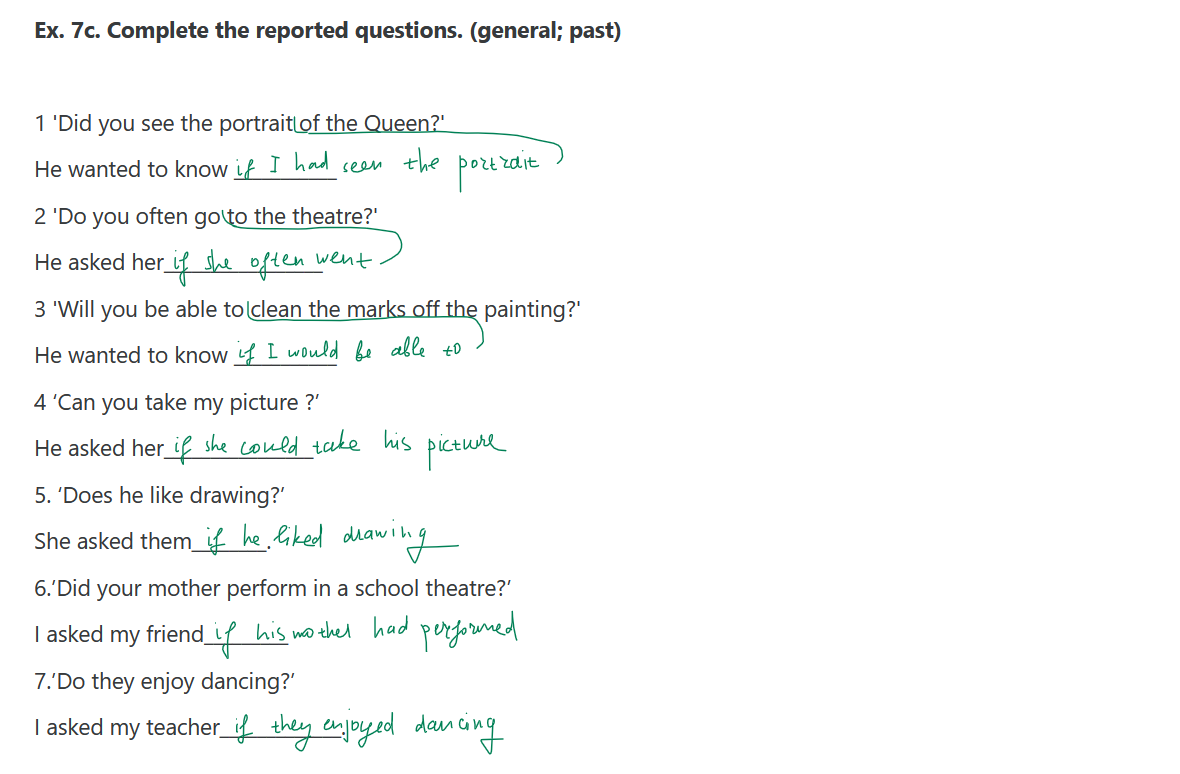 Ex. 7c. Complete the reported questions. (general; past)
1 'Did you see the portrait of the Queen?'
He wanted to know if I had seen the portrait
2 'Do you often go to the theatre?'
He asked her if she often went
3 'Will you be able to clean the marks off the painting?'
He wanted to know if I would be able to
4 ‘Can you take my picture ?’
He asked her if she could take his picture
5. ‘Does he like drawing?’
She asked them if he liked drawing
6.‘Did your mother perform in a school theatre?’
I asked my friend if his mother had performed
7.‘Do they enjoy dancing?’
I asked my teacher if they enjoyed dancing